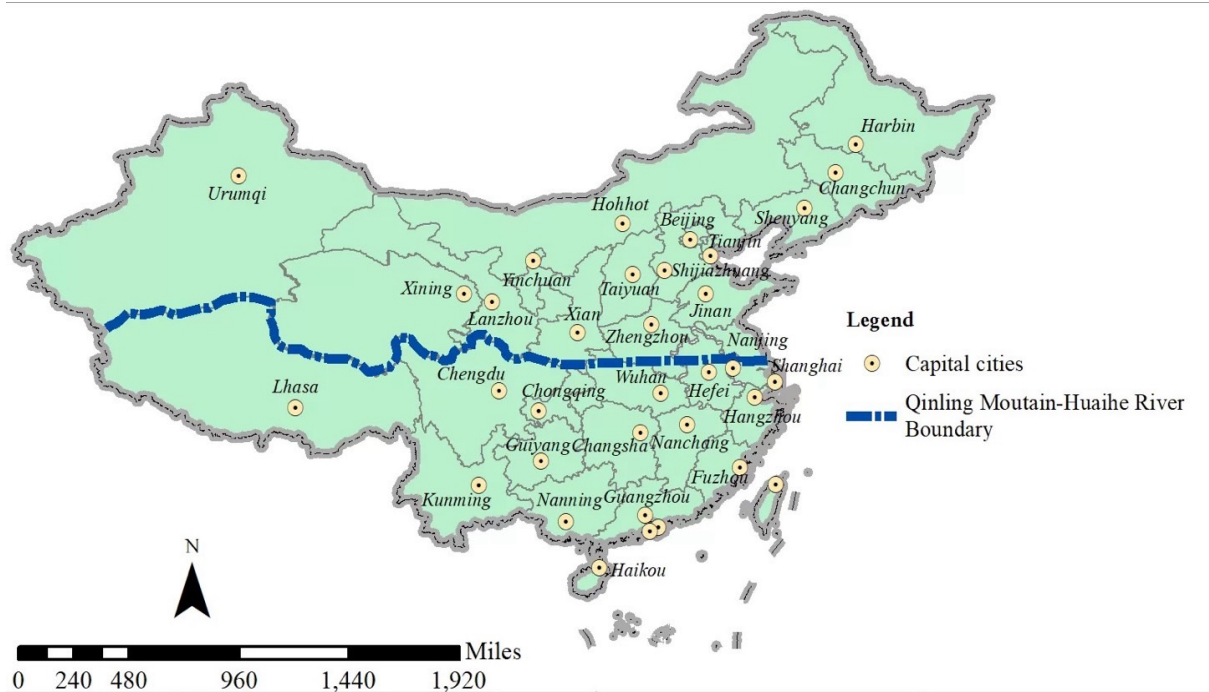 Harbin
Urumqi
Changchun
Hohhot
Beijing
Shenyang
Tianjin
Yinchuan
Shijiazhuang
Taiyuan
Xining
Lanzhou
Xian
Jinan
Zhengzhou
Nanjing
Legend
Chengdu
Wuhan
Shanghai
Capital cities
Lhasa
Chongqing
Hefei
Hangzhou
Qinling Moutain-Huaihe River
Boundary
Guiyang
Changsha
Nanchang
Fuzhou
Kunming
Nanning
Guangzhou
N
Haikou
Miles
0 240 480 960 1,440 1,920